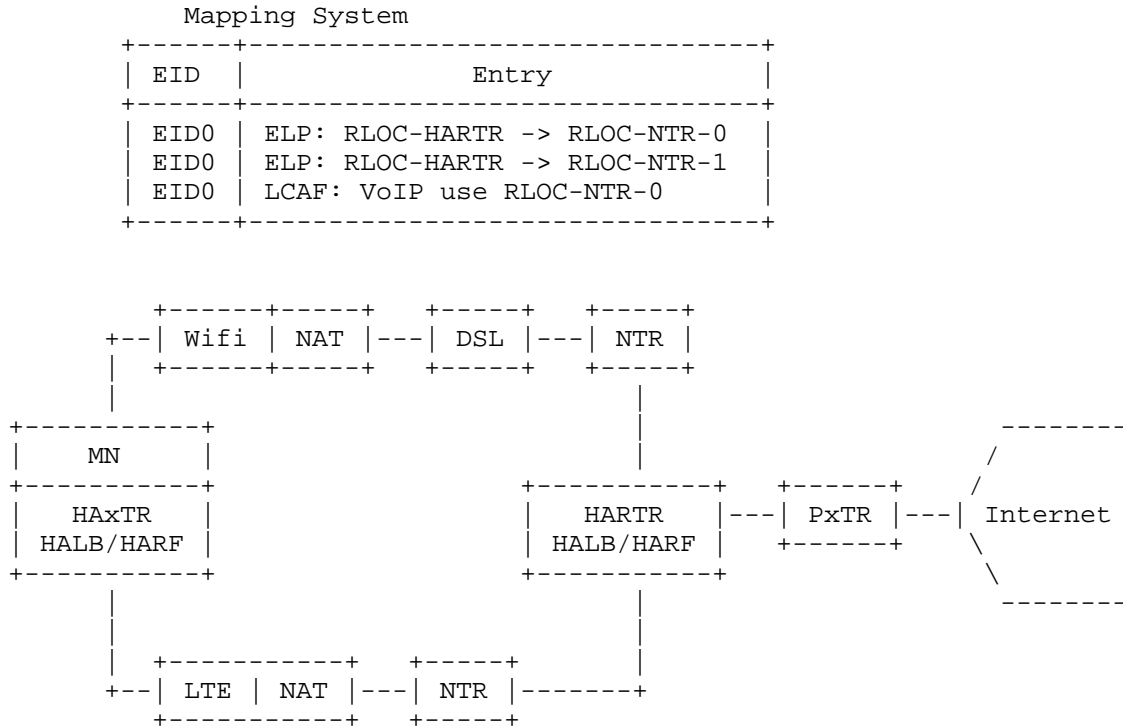 Mapping System
EID Entry
EID0 ELP: RLOC-HARTR -> RLOC-NTR-0
EID0 ELP: RLOC-HARTR -> RLOC-NTR-1
EID0 LCAF: VoIP use RLOC-NTR-0
Wifi NAT DSL NTR
MN
HAxTR HARTR PxTR Internet
HALB/HARF HALB/HARF
LTE NAT NTR